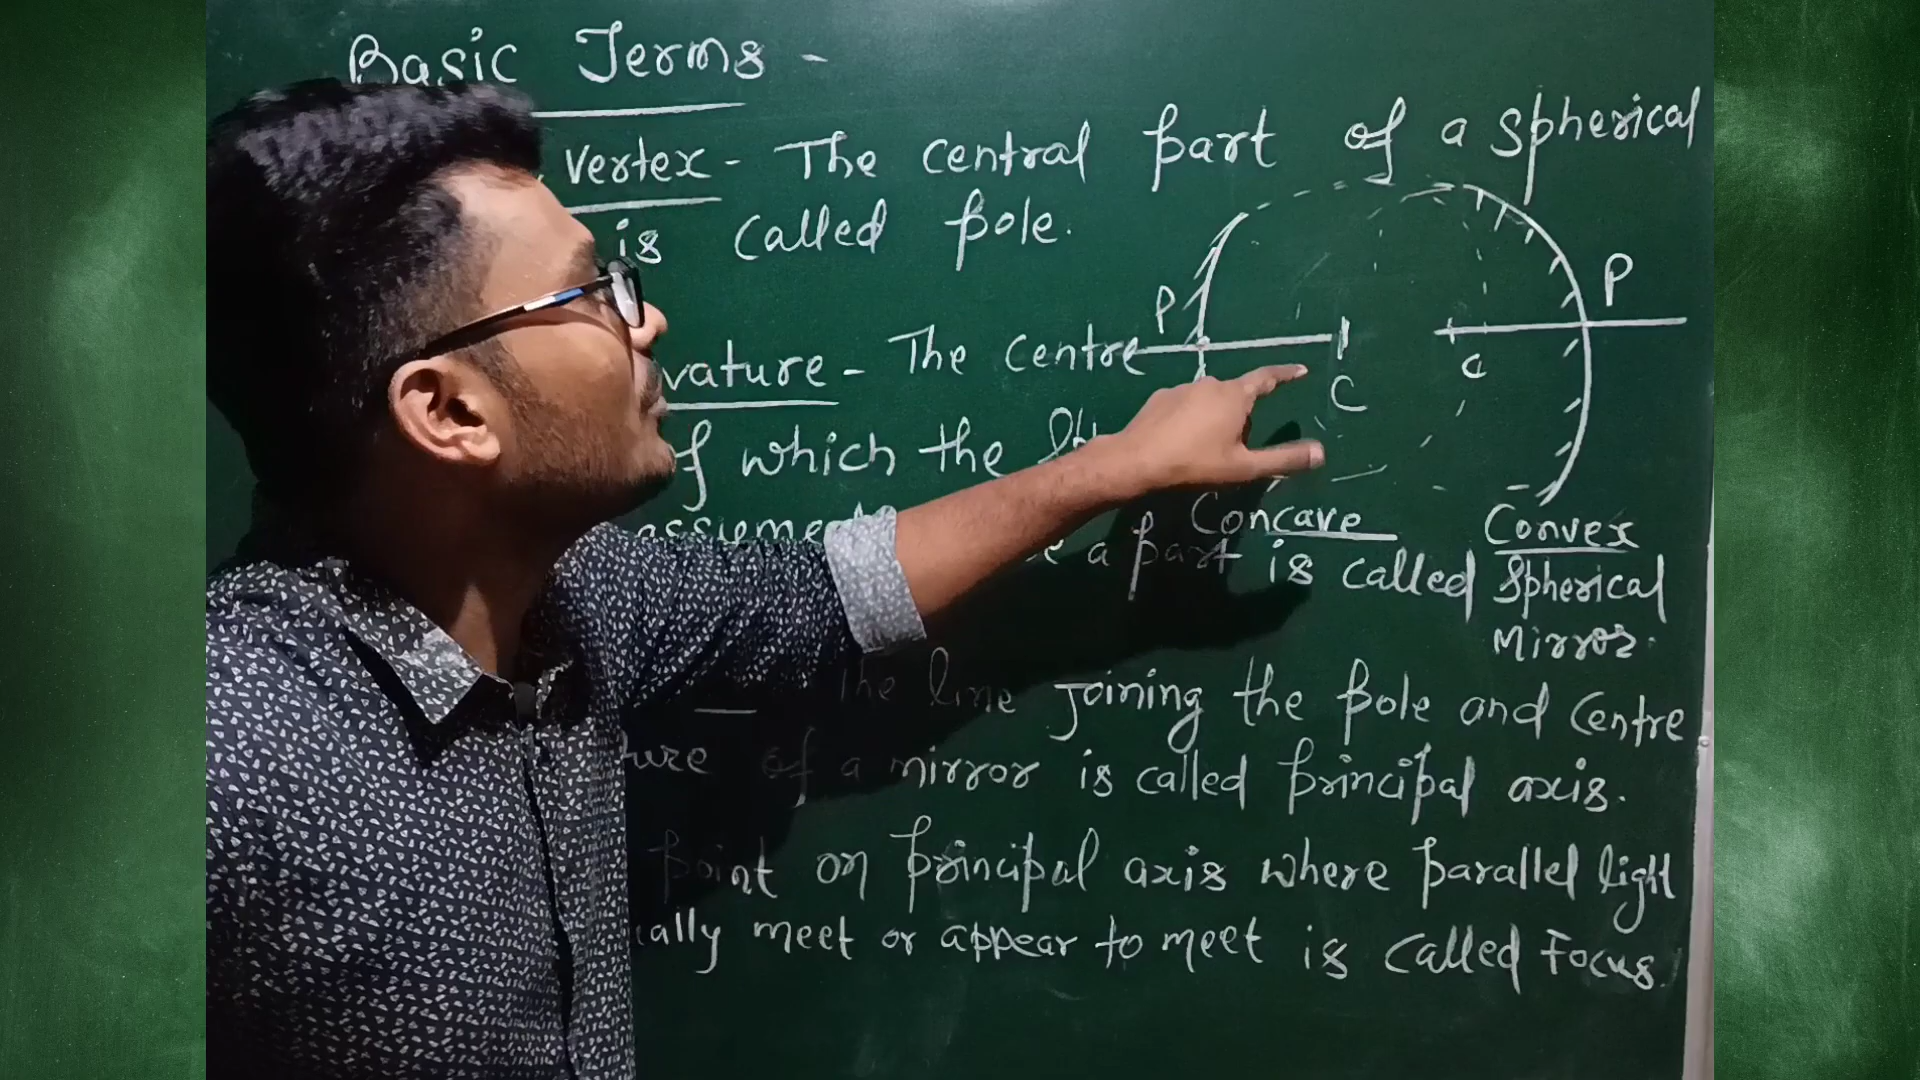 Basic Terms -
vertex - The central part of a spherical
is called pole.
P
P
vature - The centre
C
c
of which the
Concave
Convex
a part is called spherical
mirror.
The line joining the pole and centre
ture of a mirror is called principal axis.
point on principal axis where parallel light
ually meet or appear to meet is called Focus